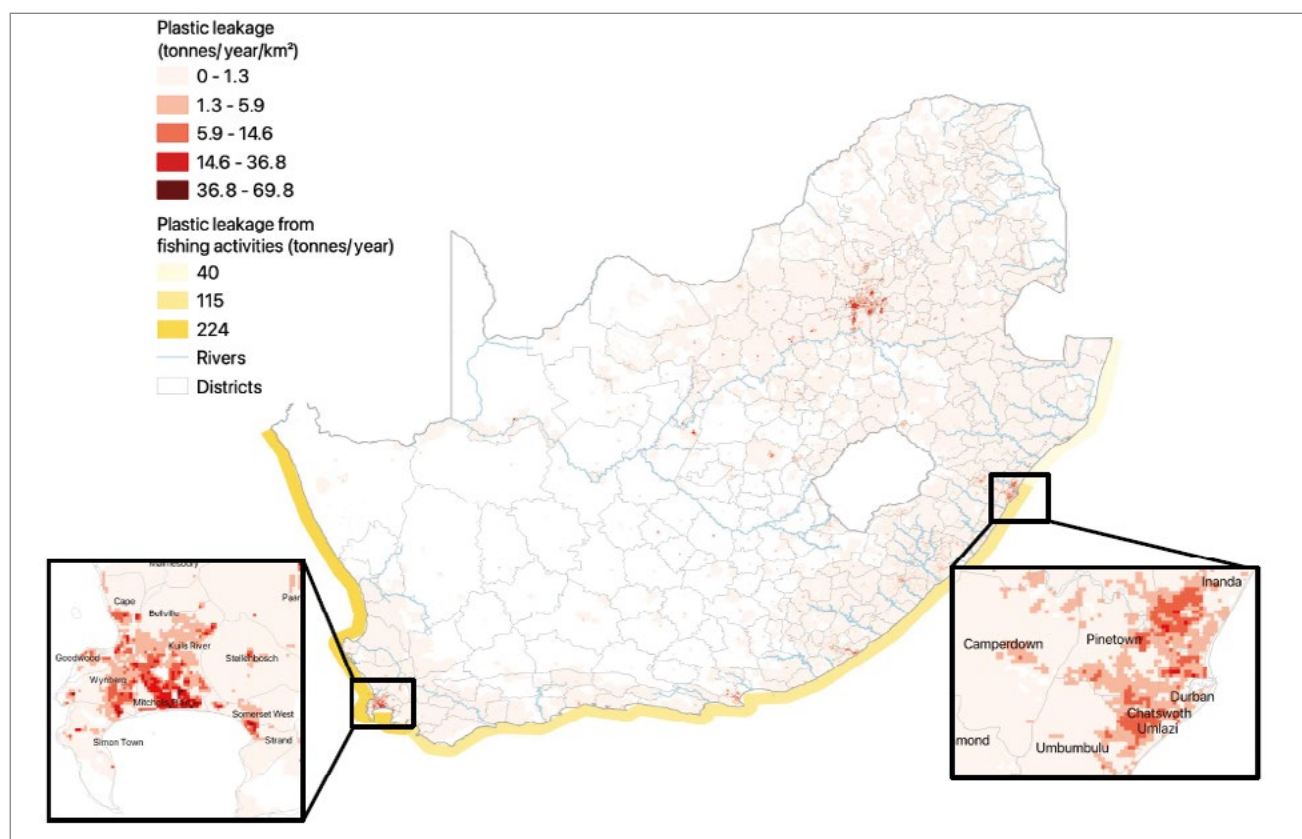 Plastic leakage
(tonnes/year/km²)
0 - 1.3
1.3 - 5.9
5.9 - 14.6
14.6 - 36.8
36.8 - 69.8
Plastic leakage from
fishing activities (tonnes/year)
40
115
224
Rivers
Districts
Cape
Bellville
Paar
Goodwood
Kuils River
Stellenbosch
Wynberg
Somerset West
Simon Town
Strand
Inanda
Camperdown
Pinetown
Durban
Chatswoth
Umlazi
mond
Umbumbulu